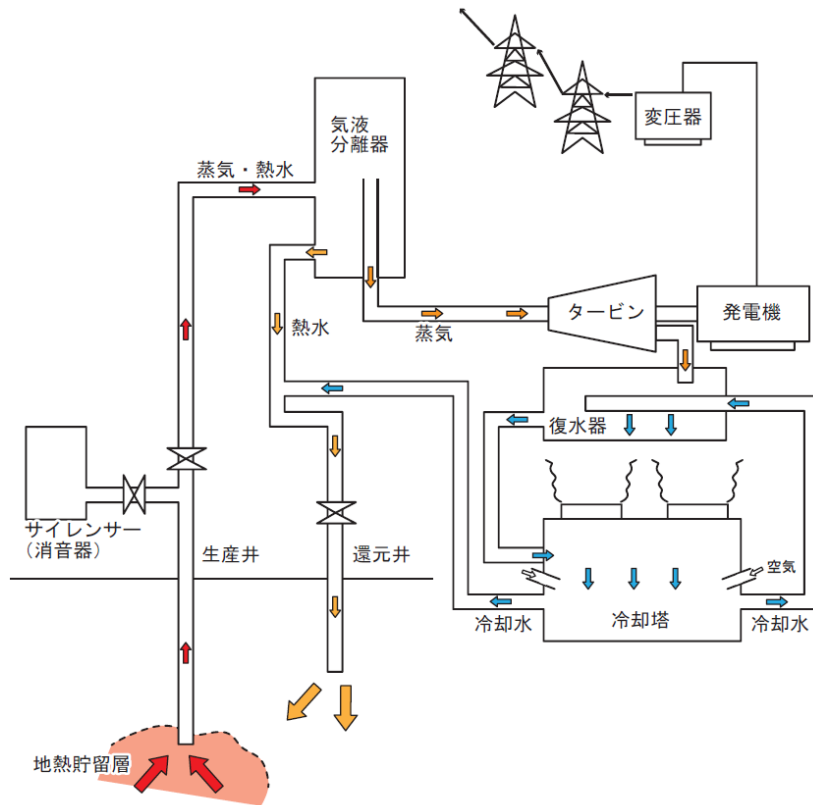 変圧器
気液
分離器
蒸気・熱水
タービン
発電機
熱水
蒸気
復水器
サイレンサー
(消音器)
生産井
還元井
空気
冷却水
冷却塔
冷却水
地熱貯留層